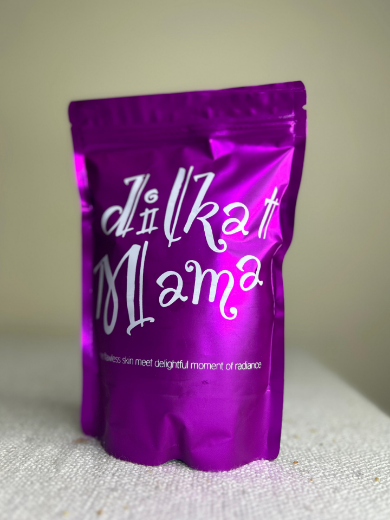 dilkat
Mama
flawless skin meet delightful moment of radiance